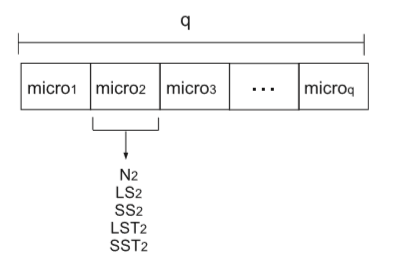 q
micro1 micro2 micro3 ... microq
N2
LS2
SS2
LST2
SST2